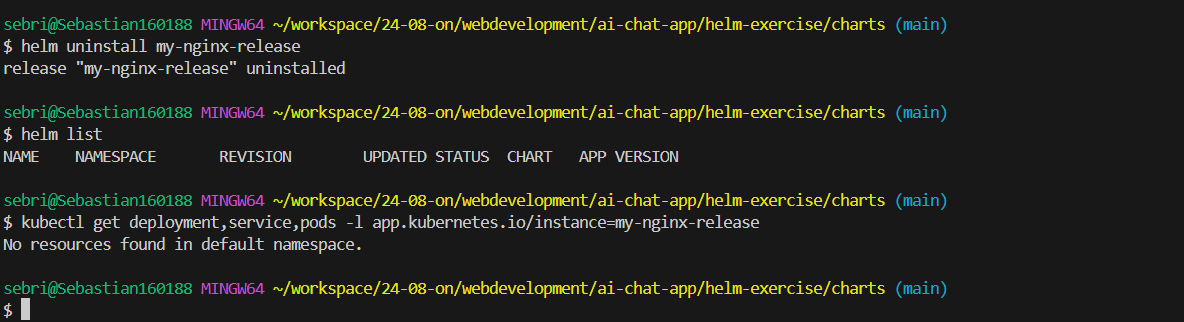 sebri@Sebastian160188 MINGW64 ~/workspace/24-08-on/webdevelopment/ai-chat-app/helm-exercise/charts (main)
$ helm uninstall my-nginx-release
release "my-nginx-release" uninstalled
sebri@Sebastian160188 MINGW64 ~/workspace/24-08-on/webdevelopment/ai-chat-app/helm-exercise/charts (main)
$ helm list
NAME    NAMESPACE       REVISION        UPDATED STATUS  CHART   APP VERSION
sebri@Sebastian160188 MINGW64 ~/workspace/24-08-on/webdevelopment/ai-chat-app/helm-exercise/charts (main)
$ kubectl get deployment,service,pods -l app.kubernetes.io/instance=my-nginx-release
No resources found in default namespace.
sebri@Sebastian160188 MINGW64 ~/workspace/24-08-on/webdevelopment/ai-chat-app/helm-exercise/charts (main)
$